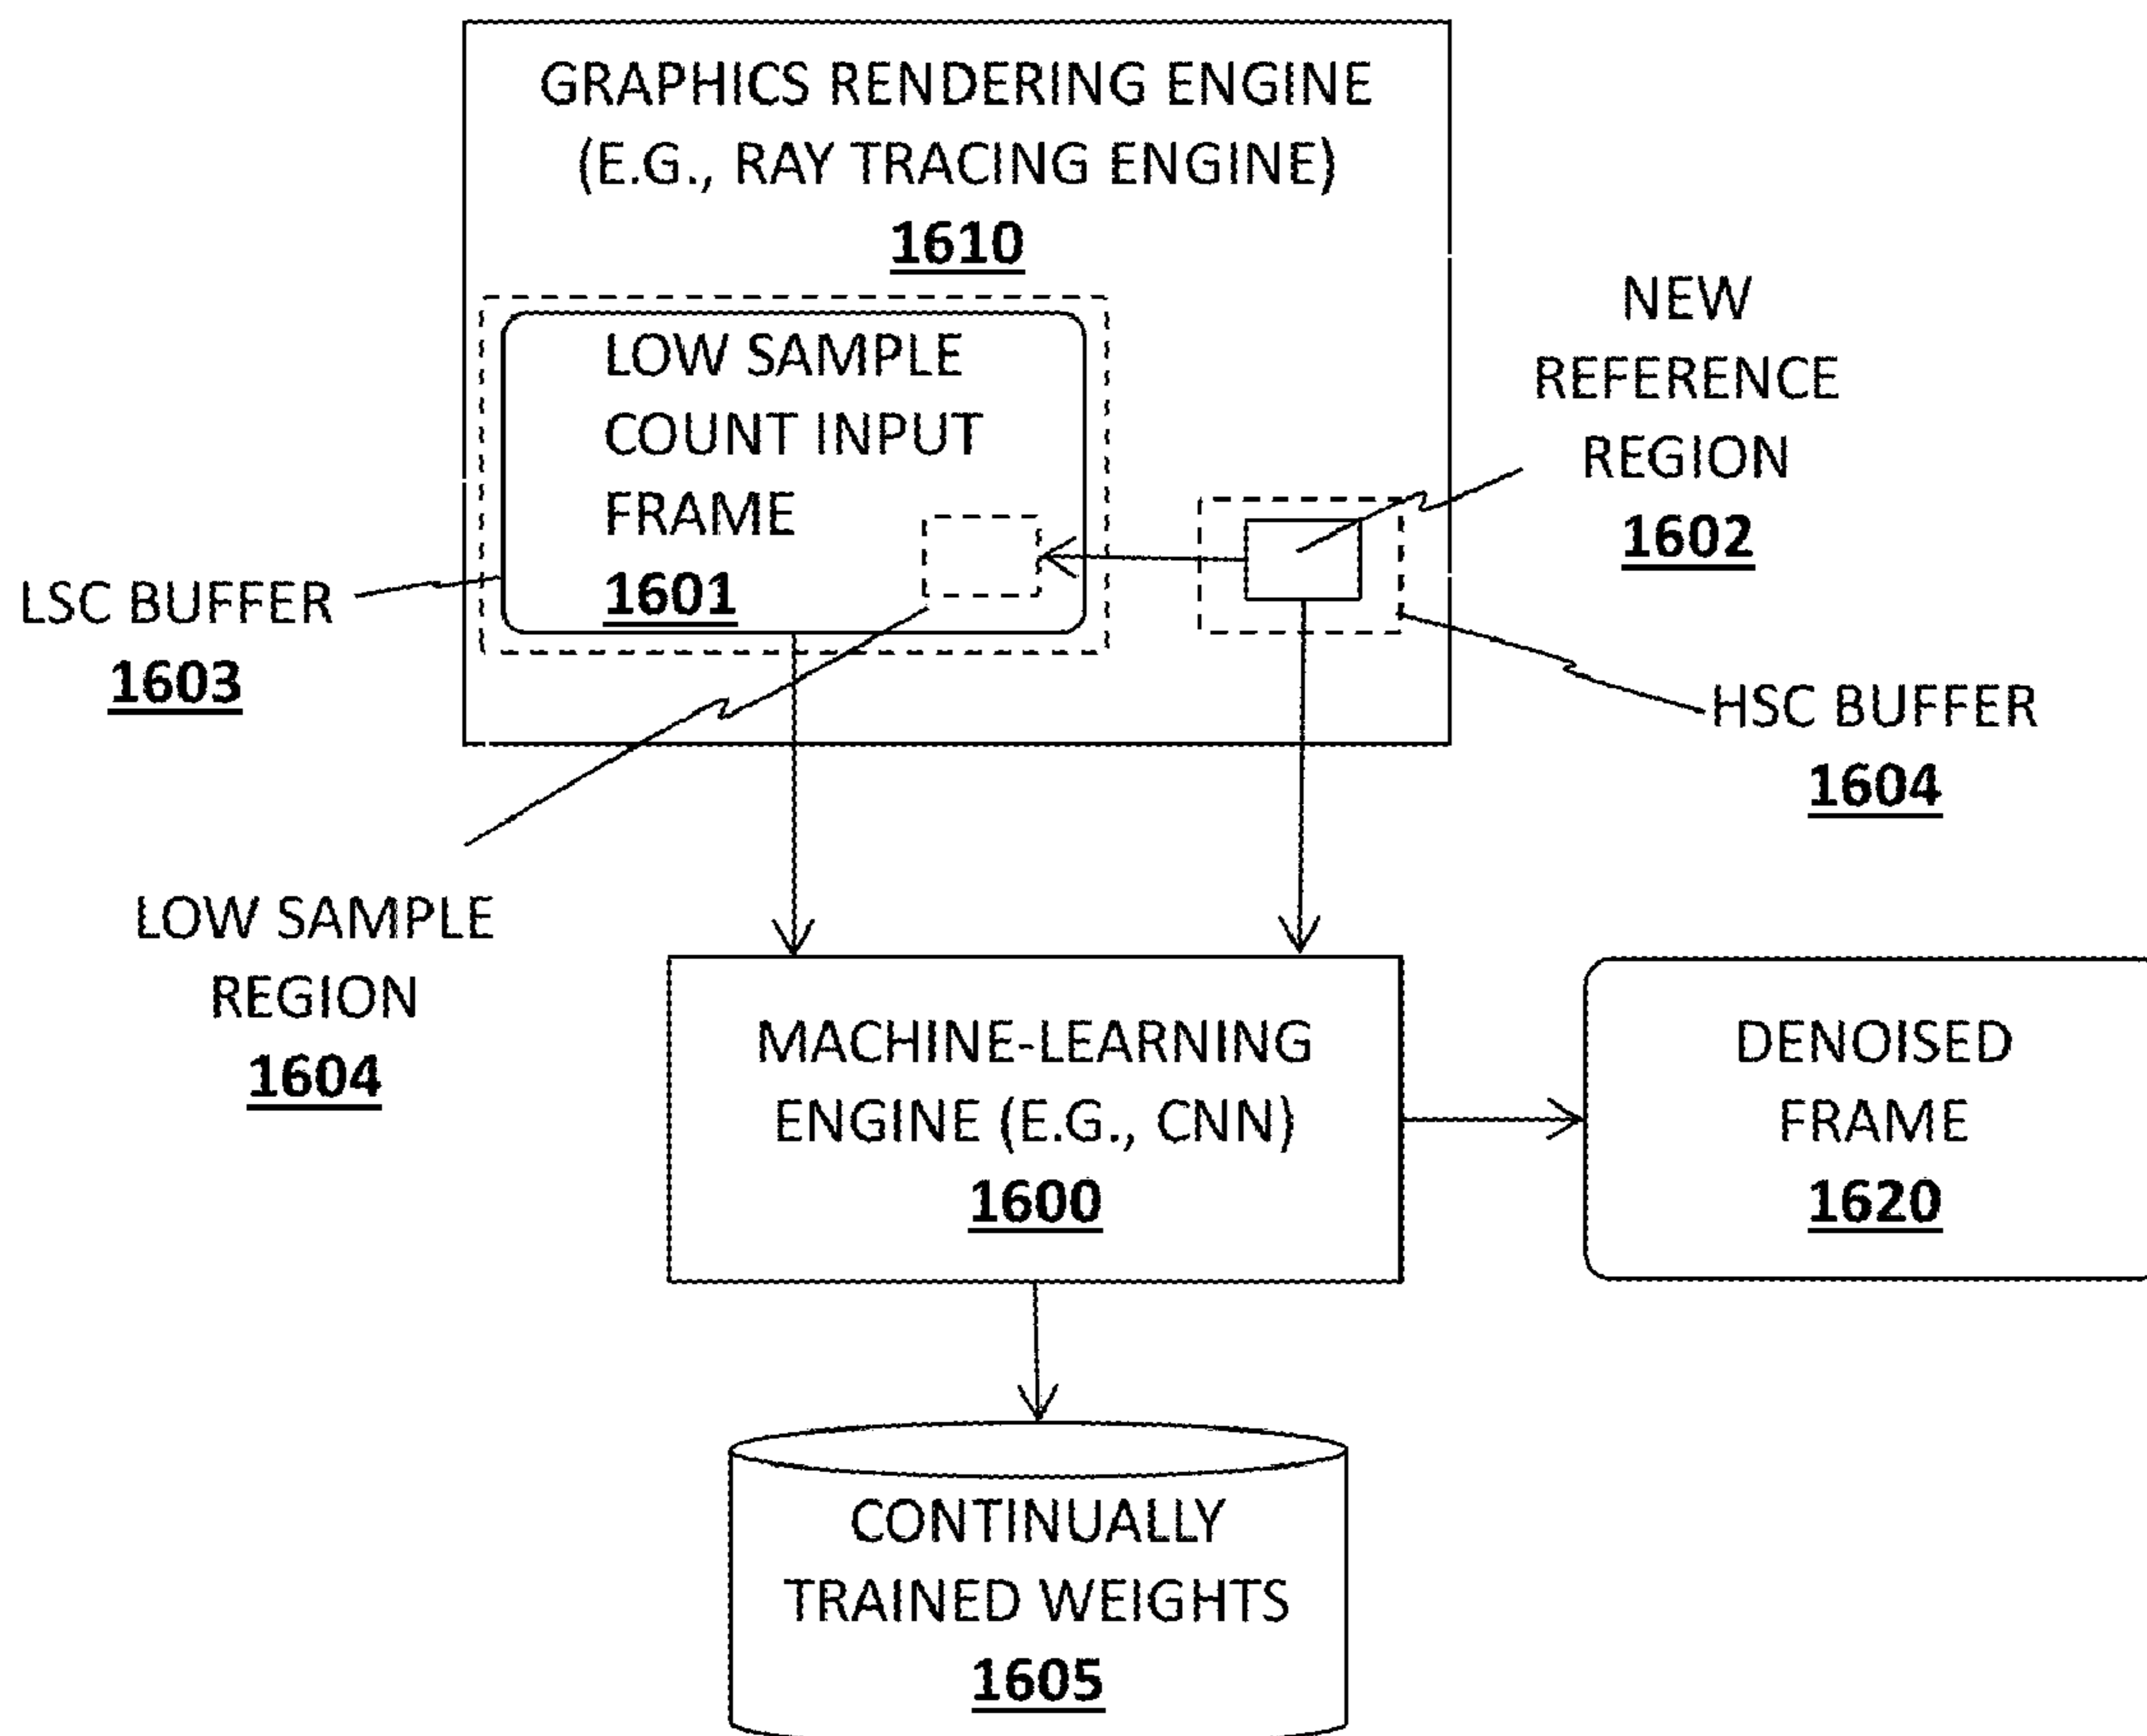 GRAPHICS RENDERING ENGINE
(E.G., RAY TRACING ENGINE)
1610
LOW SAMPLE
COUNT INPUT
FRAME
1601
NEW
REFERENCE
REGION
1602
LSC BUFFER
1603
HSC BUFFER
1604
LOW SAMPLE
REGION
1604
MACHINE-LEARNING
ENGINE (E.G., CNN)
1600
DENOISED
FRAME
1620
CONTINUALLY
TRAINED WEIGHTS
1605